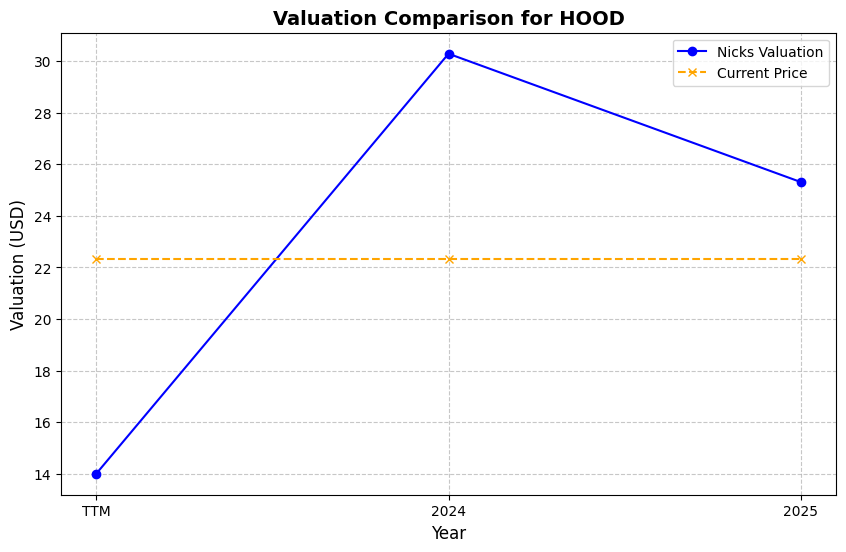 Valuation Comparison for HOOD
Nicks Valuation
Current Price
Valuation (USD)
30
28
26
24
22
20
18
16
14
TTM 2024 2025
Year